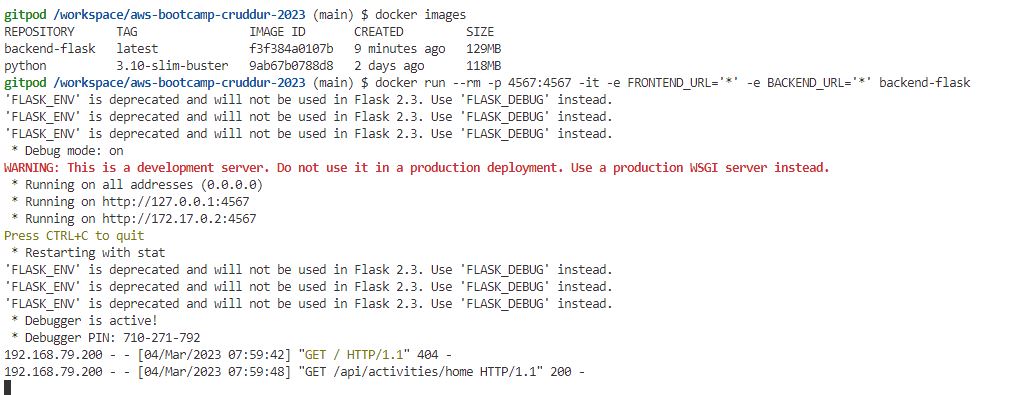 gitpod /workspace/aws-bootcamp-cruddur-2023 (main) $ docker images
REPOSITORY TAG IMAGE ID CREATED SIZE
backend-flask latest f3f384a0107b 9 minutes ago 129MB
python 3.10-slim-buster 9ab67b0788d8 2 days ago 118MB
gitpod /workspace/aws-bootcamp-cruddur-2023 (main) $ docker run --rm -p 4567:4567 -it -e FRONTEND_URL='*' -e BACKEND_URL='*' backend-flask
'FLASK_ENV' is deprecated and will not be used in Flask 2.3. Use 'FLASK_DEBUG' instead.
'FLASK_ENV' is deprecated and will not be used in Flask 2.3. Use 'FLASK_DEBUG' instead.
'FLASK_ENV' is deprecated and will not be used in Flask 2.3. Use 'FLASK_DEBUG' instead.
* Debug mode: on
WARNING: This is a development server. Do not use it in a production deployment. Use a production WSGI server instead.
* Running on all addresses (0.0.0.0)
* Running on http://127.0.0.1:4567
* Running on http://172.17.0.2:4567
Press CTRL+C to quit
* Restarting with stat
'FLASK_ENV' is deprecated and will not be used in Flask 2.3. Use 'FLASK_DEBUG' instead.
'FLASK_ENV' is deprecated and will not be used in Flask 2.3. Use 'FLASK_DEBUG' instead.
'FLASK_ENV' is deprecated and will not be used in Flask 2.3. Use 'FLASK_DEBUG' instead.
* Debugger is active!
* Debugger PIN: 710-271-792
192.168.79.200 - - [04/Mar/2023 07:59:42] "GET / HTTP/1.1" 404 -
192.168.79.200 - - [04/Mar/2023 07:59:48] "GET /api/activities/home HTTP/1.1" 200 -